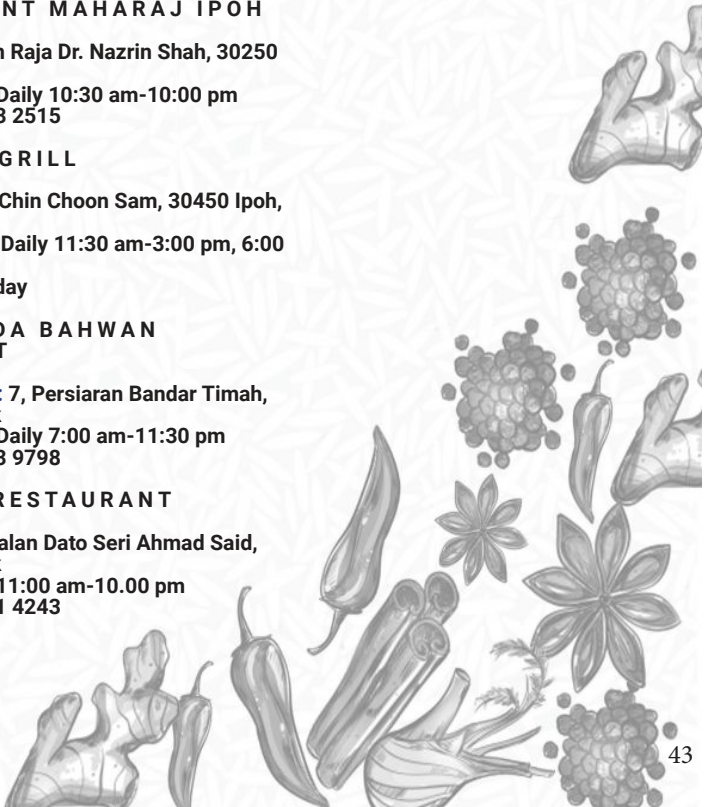 NT MAHARAJ IPOH
n Raja Dr. Nazrin Shah, 30250
Daily 10:30 am-10:00 pm
3 2515
GRILL
Chin Choon Sam, 30450 Ipoh,
Daily 11:30 am-3:00 pm, 6:00
day
DA BAHWAN
T
: 7, Persiaran Bandar Timah,
Daily 7:00 am-11:30 pm
3 9798
RESTAURANT
alan Dato Seri Ahmad Said,
11:00 am-10.00 pm
1 4243
43